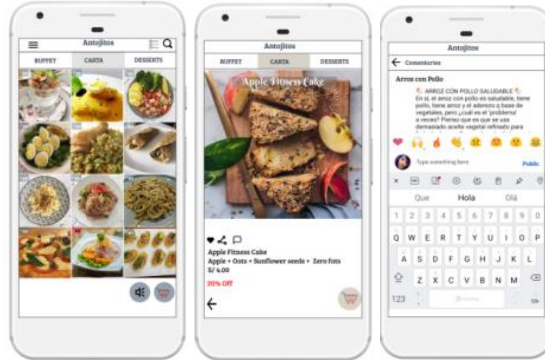 Antojitos
BUFFET CARTA DESSERTS
Antojitos
BUFFET CARTA DESSERTS
Apple Fitness Cake
Apple Fitness Cake
Apple + Oats + Sunflower seeds + Zero fats
S/ 4.00
20% Off
Antojitos
Comentarios
Arroz con Pollo
ARROZ CON POLLO SALUDABLE
En si, el arroz con pollo es saludable, tiene
pollo, tiene arroz y el aderezo a base de
vegetales, pero ¿cuál es el 'problema'
a veces? Pienso que es que se usa
demasiado aceite vegetal refinado para
Type something here Public
Que Hola Olá
1 2 3 4 5 6 7 8 9 0
Q W E R T Y U I O P
A S D F G H J K L
Z X C V B N M
123